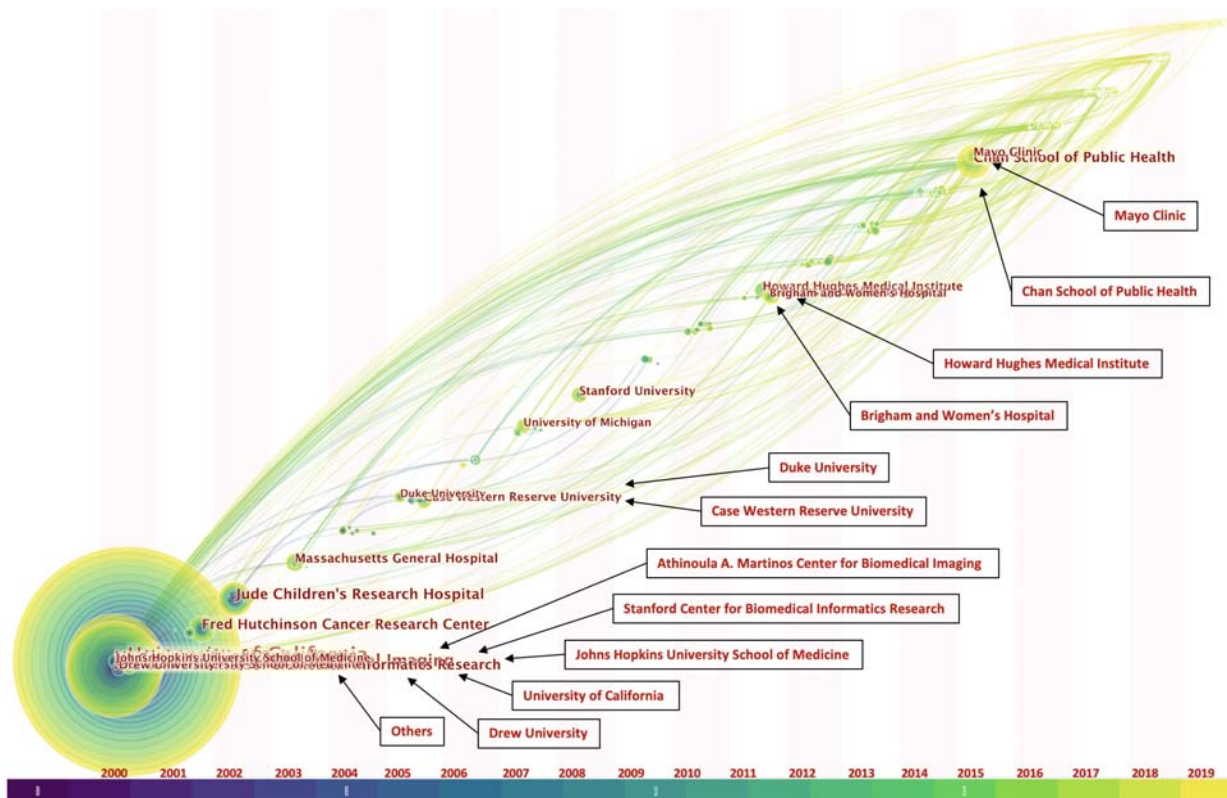 Mayo Clinic
Chan School of Public Health
Mayo Clinic
Chan School of Public Health
Howard Hughes Medical Institute
Brigham and Women's Hospital
Howard Hughes Medical Institute
Stanford University
Brigham and Women's Hospital
University of Michigan
Duke University
Duke University
Case Western Reserve University
Case Western Reserve University
Massachusetts General Hospital
Athinoula A. Martinos Center for Biomedical Imaging
Jude Children's Research Hospital
Stanford Center for Biomedical Informatics Research
Fred Hutchinson Cancer Research Center
Johns Hopkins University School of Medicine
Johns Hopkins University School of Medicine
Drew University
Imaging
Informatics Research
University of California
Others
Drew University
2000 2001 2002 2003 2004 2005 2006 2007 2008 2009 2010 2011 2012 2013 2014 2015 2016 2017 2018 2019